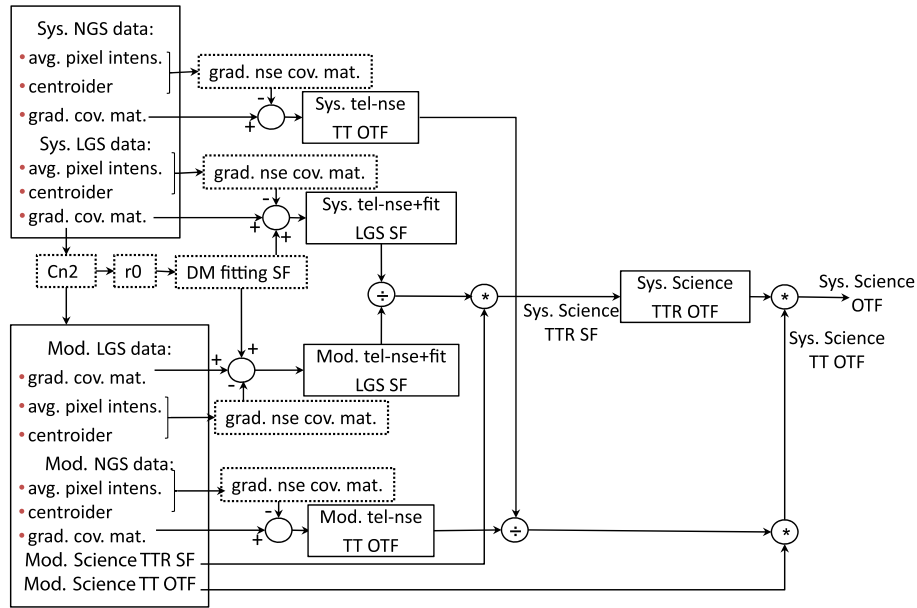 Sys. NGS data:
• avg. pixel intens.
• centroider
• grad. cov. mat.
Sys. LGS data:
• avg. pixel intens.
• centroider
• grad. cov. mat.
grad. nse cov. mat.
-
+
Sys. tel-nse
TT OTF
grad. nse cov. mat.
-
+
+
Sys. tel-nse+fit
LGS SF
Cn2
r0
DM fitting SF
÷
*
Sys. Science
TTR SF
Sys. Science
TTR OTF
*
Sys. Science
OTF
Sys. Science
TT OTF
Mod. LGS data:
• grad. cov. mat.
• avg. pixel intens.
• centroider
Mod. NGS data:
• avg. pixel intens.
• centroider
• grad. cov. mat.
Mod. Science TTR SF
Mod. Science TT OTF
+
+
-
Mod. tel-nse+fit
LGS SF
grad. nse cov. mat.
grad. nse cov. mat.
-
+
Mod. tel-nse
TT OTF
÷
*